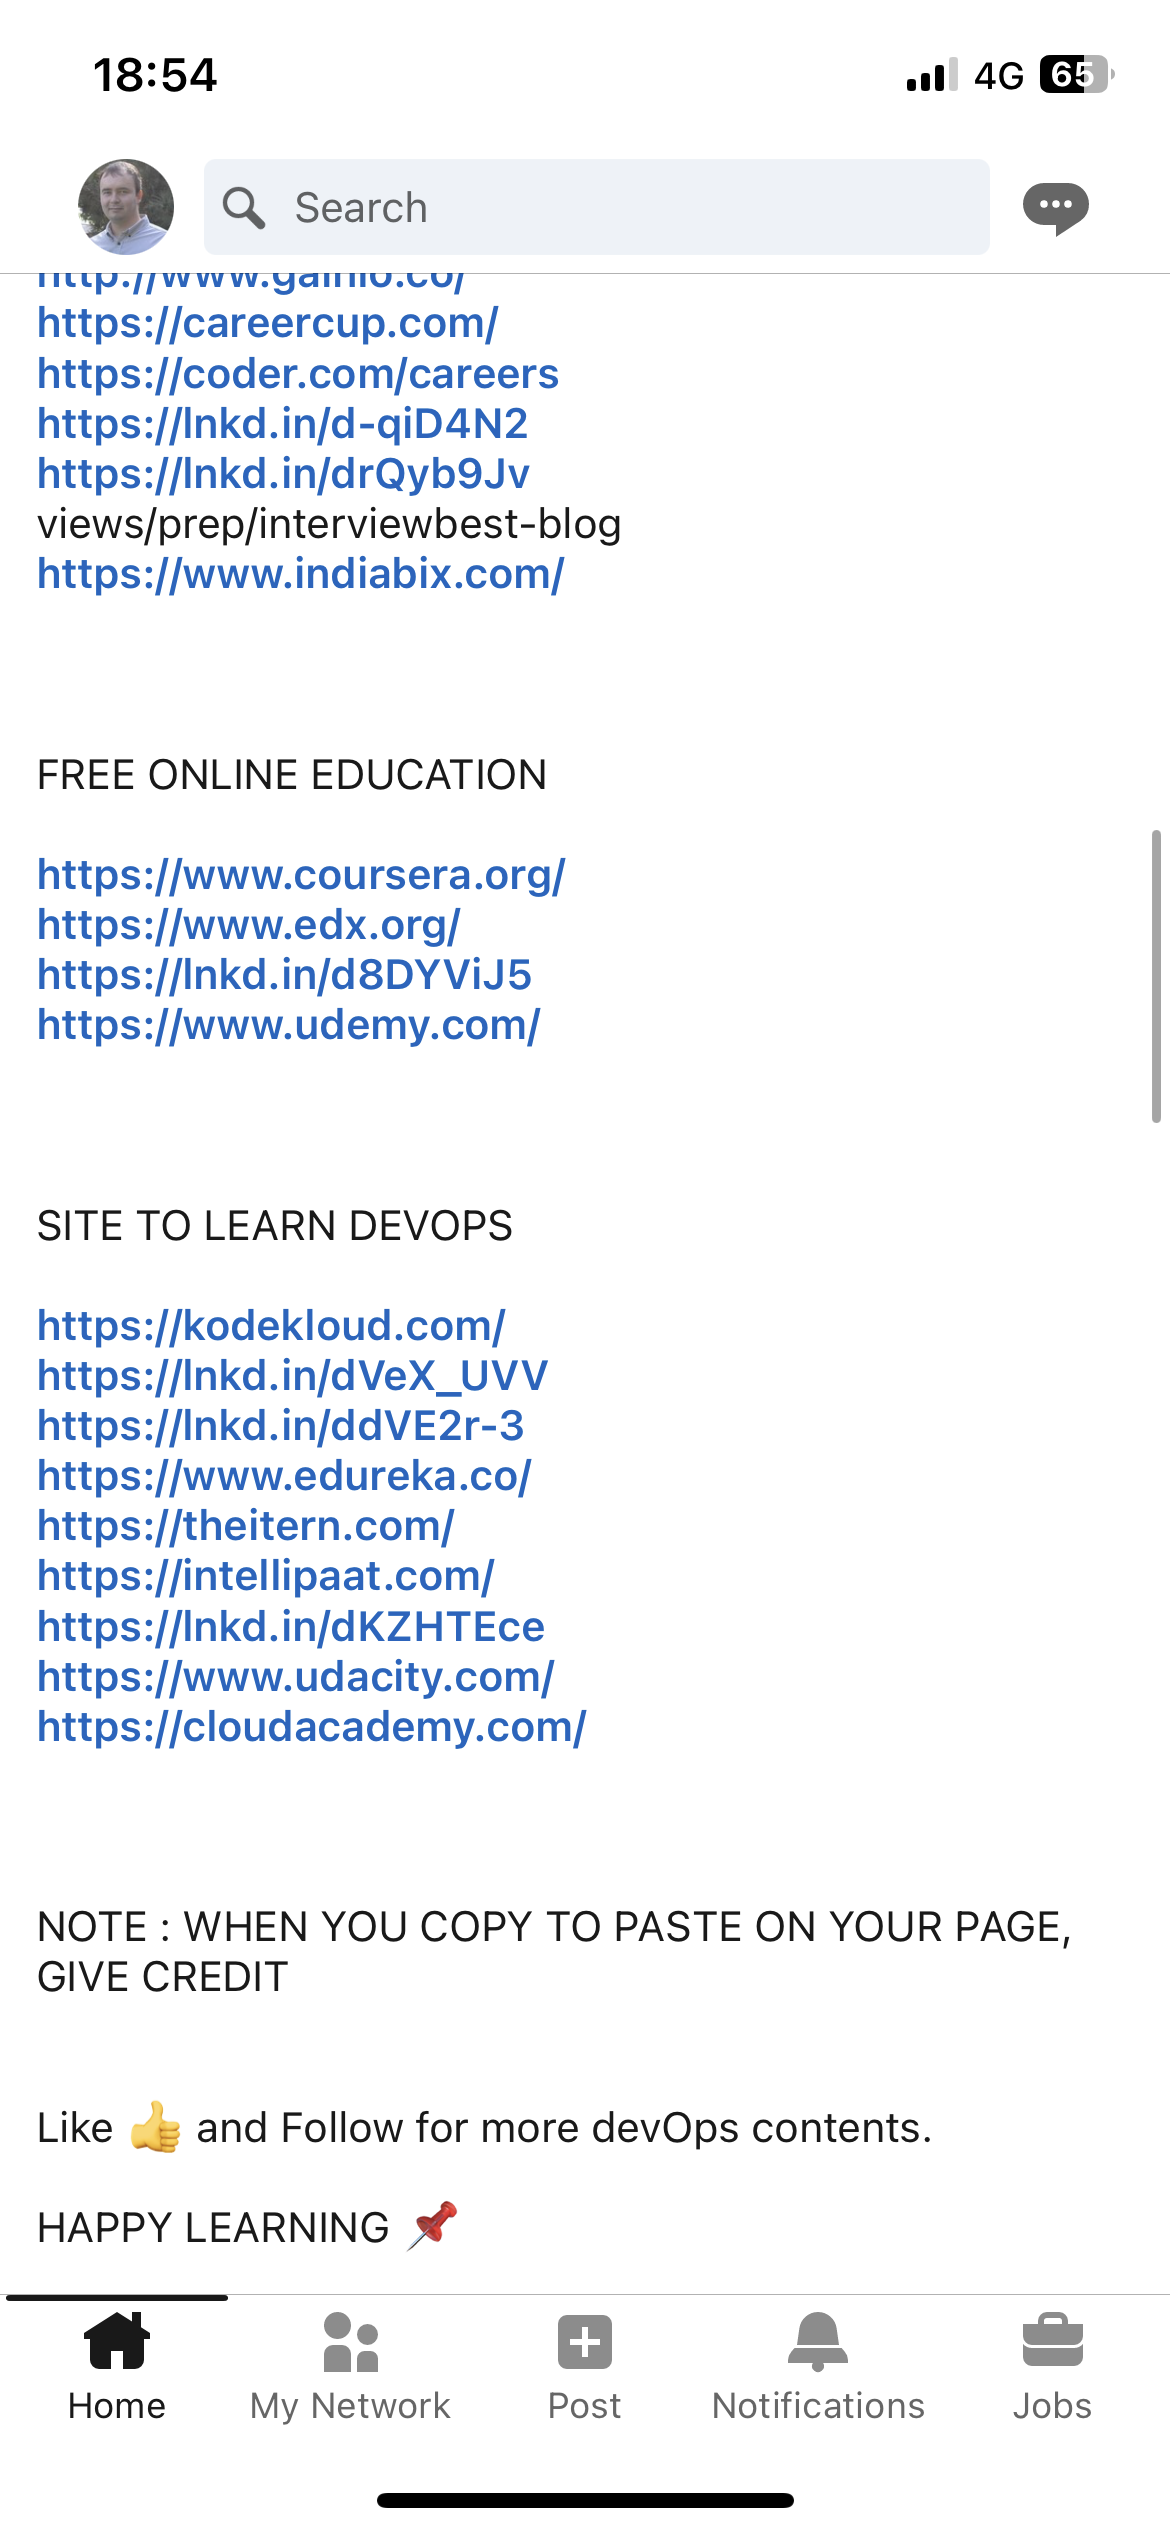 18:54
4G 65
Search
https://careercup.com/
https://coder.com/careers
https://lnkd.in/d-qiD4N2
https://lnkd.in/drQyb9Jv
views/prep/interviewbest-blog
https://www.indiabix.com/
FREE ONLINE EDUCATION
https://www.coursera.org/
https://www.edx.org/
https://lnkd.in/d8DYViJ5
https://www.udemy.com/
SITE TO LEARN DEVOPS
https://kodekloud.com/
https://lnkd.in/dVeX_UVV
https://lnkd.in/ddVE2r-3
https://www.edureka.co/
https://theitern.com/
https://intellipaat.com/
https://lnkd.in/dKZHTEce
https://www.udacity.com/
https://cloudacademy.com/
NOTE : WHEN YOU COPY TO PASTE ON YOUR PAGE,
GIVE CREDIT
Like 👍 and Follow for more devOps contents.
HAPPY LEARNING 📌
Home My Network Post Notifications Jobs